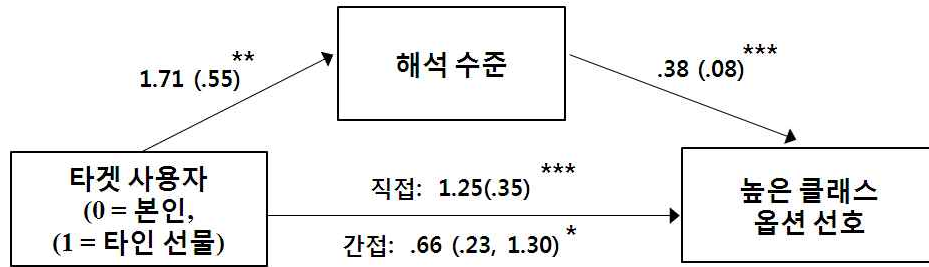 해석 수준
1.71 (.55)**
.38 (.08)***
타겟 사용자
(0 = 본인,
(1 = 타인 선물)
직접: 1.25(.35) ***
간접: .66 (.23, 1.30) *
높은 클래스
옵션 선호